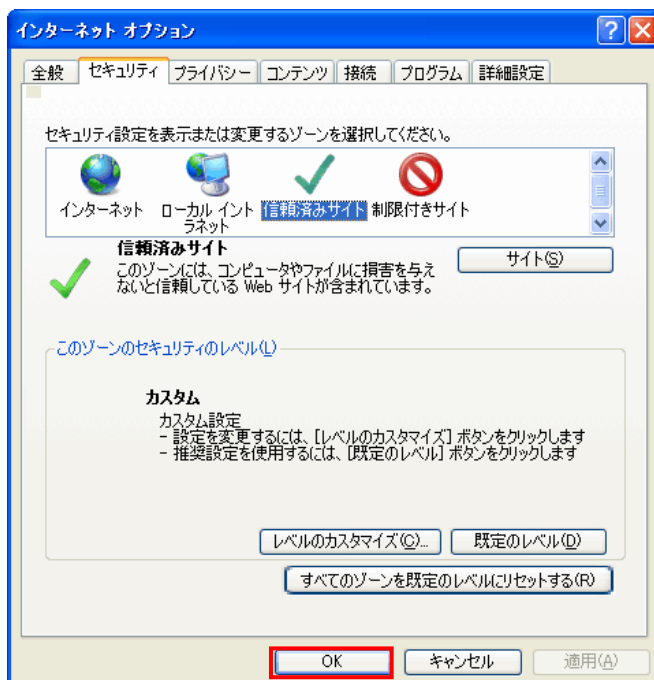 インターネット オプション
全般 セキュリティ プライバシー コンテンツ 接続 プログラム 詳細設定
セキュリティ設定を表示または変更するゾーンを選択してください。
インターネット ローカル イント 信頼済みサイト 制限付きサイト
ラネット
信頼済みサイト
サイト(S)
このゾーンには、コンピュータやファイルに損害を与え
ないと信頼している Web サイトが含まれています。
このゾーンのセキュリティのレベル(L)
カスタム
カスタム設定
- 設定を変更するには、[レベルのカスタマイズ] ボタンをクリックします
- 推奨設定を使用するには、[既定のレベル] ボタンをクリックします
レベルのカスタマイズ(C)... 既定のレベル(D)
すべてのゾーンを既定のレベルにリセットする(R)
OK キャンセル 適用(A)